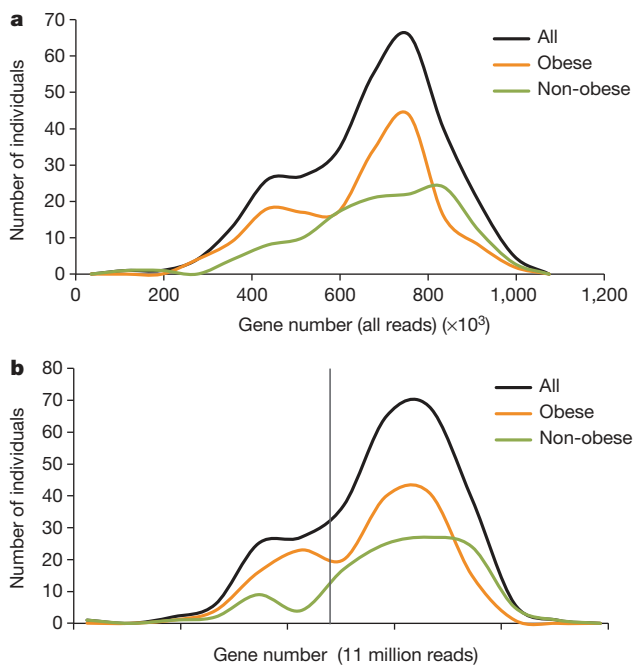 a
70
60
50
40
30
20
10
0
Number of individuals
All
Obese
Non-obese
0 200 400 600 800 1,000 1,200
Gene number (all reads) (×10³)
b
80
70
60
50
40
30
20
10
0
Number of individuals
All
Obese
Non-obese
Gene number (11 million reads)